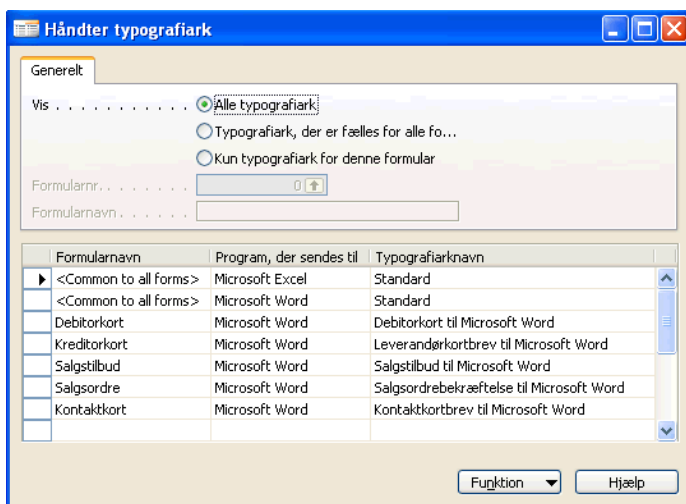 Håndter typografiark
Generelt
Vis . . . . . . . . . . . Alle typografiark
Typografiark, der er fælles for alle fo...
Kun typografiark for denne formular
Formularnr. . . . . . . . 0
Formularnavn . . . . . .
Formularnavn Program, der sendes til Typografiarknavn
<Common to all forms> Microsoft Excel Standard
<Common to all forms> Microsoft Word Standard
Debitorkort Microsoft Word Debitorkort til Microsoft Word
Kreditorkort Microsoft Word Leverandørkortbrev til Microsoft Word
Salgstilbud Microsoft Word Salgstilbud til Microsoft Word
Salgsordre Microsoft Word Salgsordrebekræftelse til Microsoft Word
Kontaktkort Microsoft Word Kontaktkortbrev til Microsoft Word
Funktion Hjælp